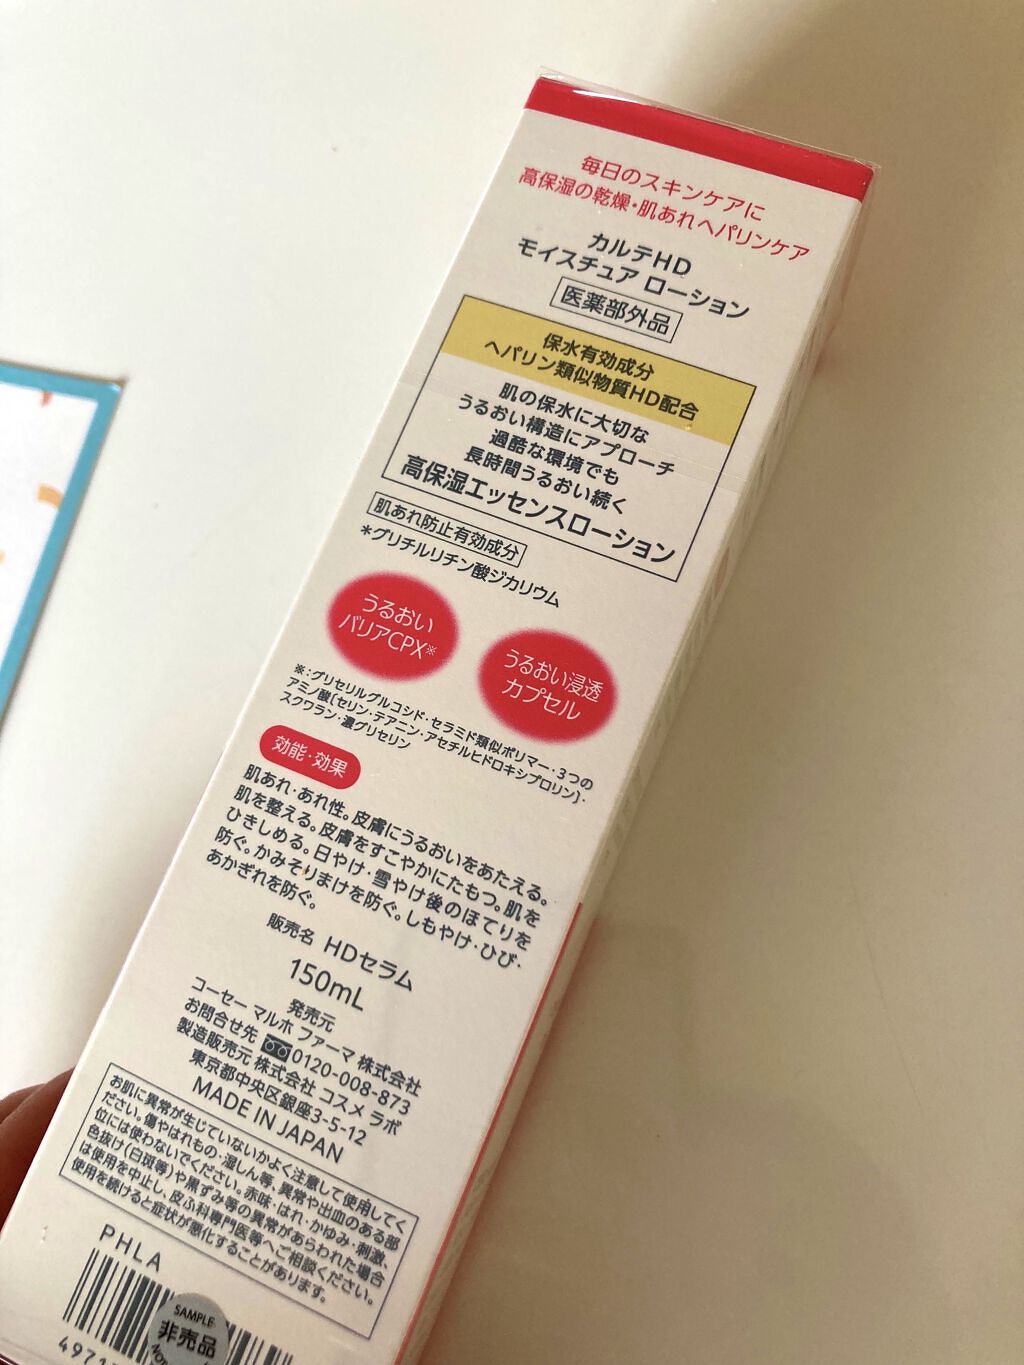 毎日のスキンケアに
高保湿の乾燥・肌あれヘパリンケア
カルテHD
モイスチュア ローション
医薬部外品
保水有効成分
ヘパリン類似物質HD配合
肌の保水に大切な
うるおい構造にアプローチ
過酷な環境でも
長時間うるおい続く
高保湿エッセンスローション
肌あれ防止有効成分
*グリチルリチン酸ジカリウム
うるおい
バリアCPX※
うるおい浸透
カプセル
※:グリセリルグルコシド・セラミド類似ポリマー・3つの
アミノ酸〔セリン・テアニン・アセチルヒドロキシプロリン〕・
スクワラン・濃グリセリン
効能・効果
肌あれ・あれ性。皮膚にうるおいをあたえる。
肌を整える。皮膚をすこやかにたもつ。肌を
ひきしめる。日やけ・雪やけ後のほてりを
防ぐ。かみそりまけを防ぐ。しもやけ・ひび・
あかぎれを防ぐ。
販売名 HDセラム
150mL
発売元
コーセー マルホ ファーマ 株式会社
お問合せ先 0120-008-873
製造販売元 株式会社 コスメ ラボ
東京都中央区銀座3-5-12
MADE IN JAPAN
お肌に異常が生じていないかよく注意して使用してく
ださい。傷やはれもの・湿しん等、異常や出血のある部
位には使わないでください。赤味・はれ・かゆみ・刺激、
色抜け(白斑等)や黒ずみ等の異常があらわれた場合
は使用を中止し、皮ふ科専門医等へご相談ください。
使用を続けると症状が悪化することがあります。
PHLA
SAMPLE
非売品